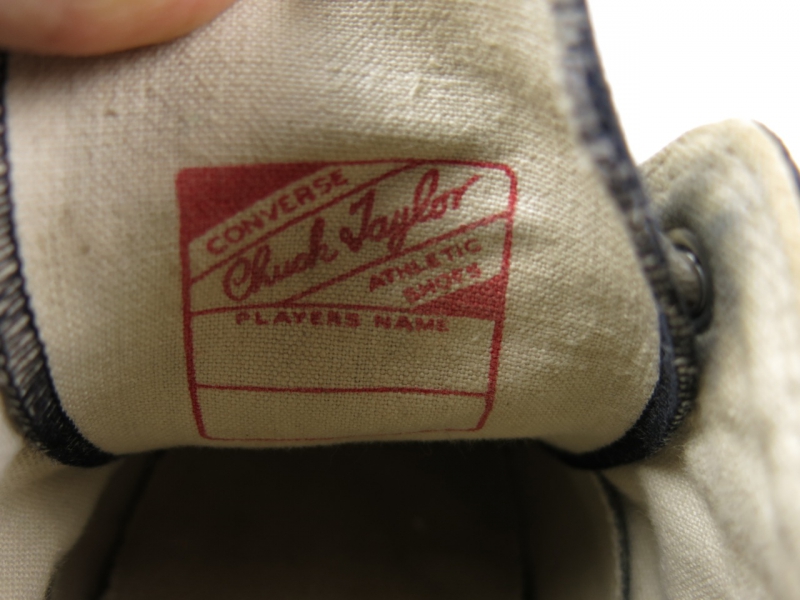 CONVERSE
Chuck Taylor
ATHLETIC
SHOES
PLAYERS NAME